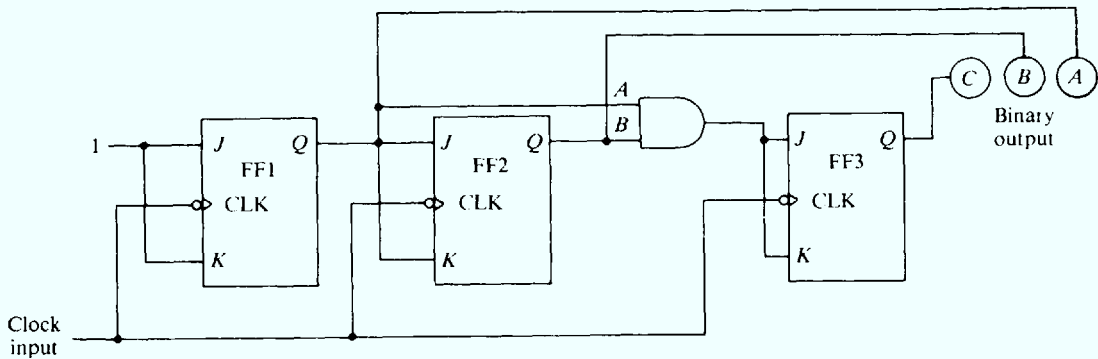 C B A
Binary
output
A
B
1
J Q
FF1
CLK
K
J Q
FF2
CLK
K
J Q
FF3
CLK
K
Clock
input